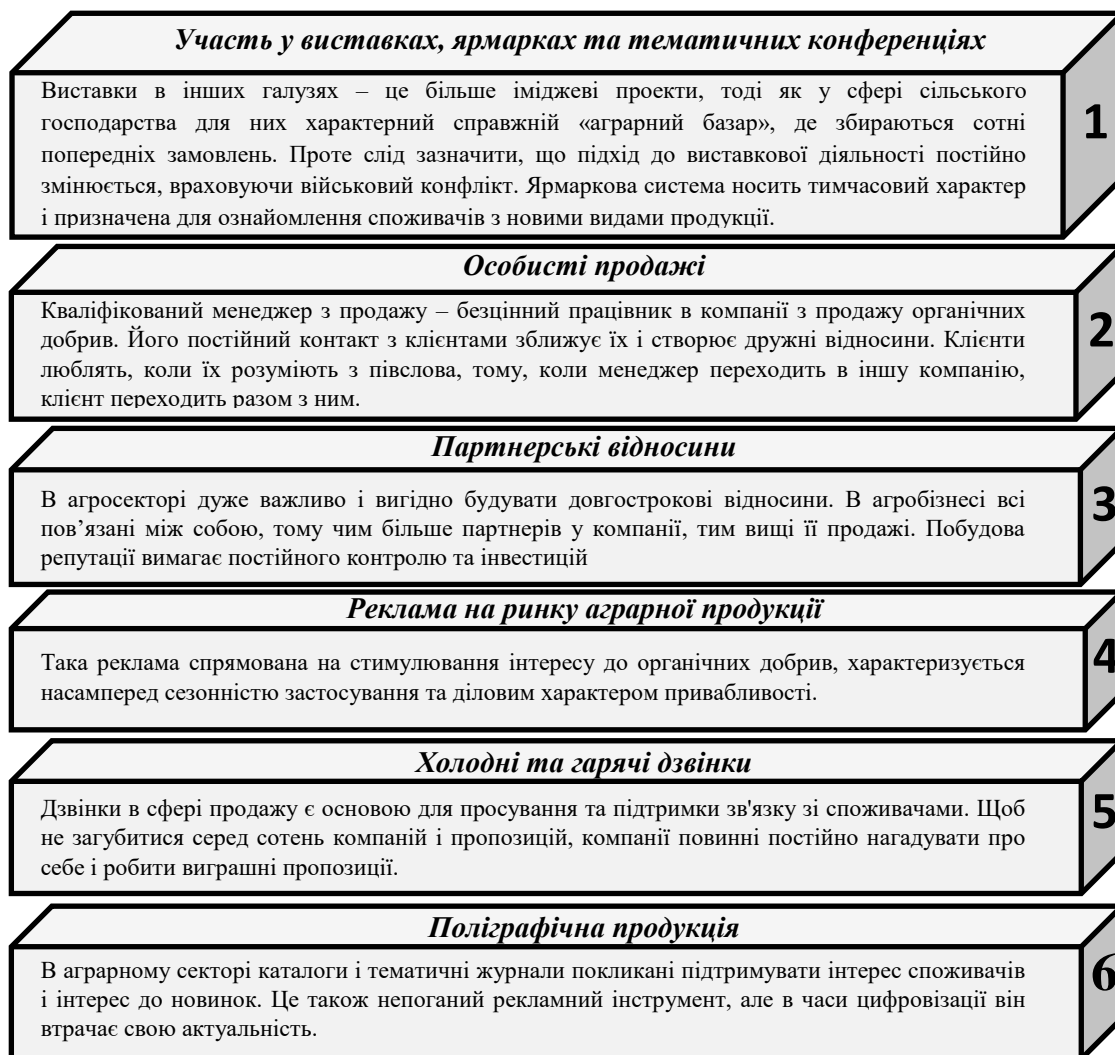 Участь у виставках, ярмарках та тематичних конференціях
Виставки в інших галузях – це більше іміджеві проекти, тоді як у сфері сільського
господарства для них характерний справжній «аграрний базар», де збираються сотні
попередніх замовлень. Проте слід зазначити, що підхід до виставкової діяльності постійно
змінюється, враховуючи військовий конфлікт. Ярмаркова система носить тимчасовий характер
і призначена для ознайомлення споживачів з новими видами продукції.
1
Особисті продажі
Кваліфікований менеджер з продажу – безцінний працівник в компанії з продажу органічних
добрив. Його постійний контакт з клієнтами зближує їх і створює дружні відносини. Клієнти
люблять, коли їх розуміють з півслова, тому, коли менеджер переходить в іншу компанію,
клієнт переходить разом з ним.
2
Партнерські відносини
В агросекторі дуже важливо і вигідно будувати довгострокові відносини. В агробізнесі всі
пов’язані між собою, тому чим більше партнерів у компанії, тим вищі її продажі. Побудова
репутації вимагає постійного контролю та інвестицій
3
Реклама на ринку аграрної продукції
Така реклама спрямована на стимулювання інтересу до органічних добрив, характеризується
насамперед сезонністю застосування та діловим характером привабливості.
4
Холодні та гарячі дзвінки
Дзвінки в сфері продажу є основою для просування та підтримки зв'язку зі споживачами. Щоб
не загубитися серед сотень компаній і пропозицій, компанії повинні постійно нагадувати про
себе і робити виграшні пропозиції.
5
Поліграфічна продукція
В аграрному секторі каталоги і тематичні журнали покликані підтримувати інтерес споживачів
і інтерес до новинок. Це також непоганий рекламний інструмент, але в часи цифровізації він
втрачає свою актуальність.
6